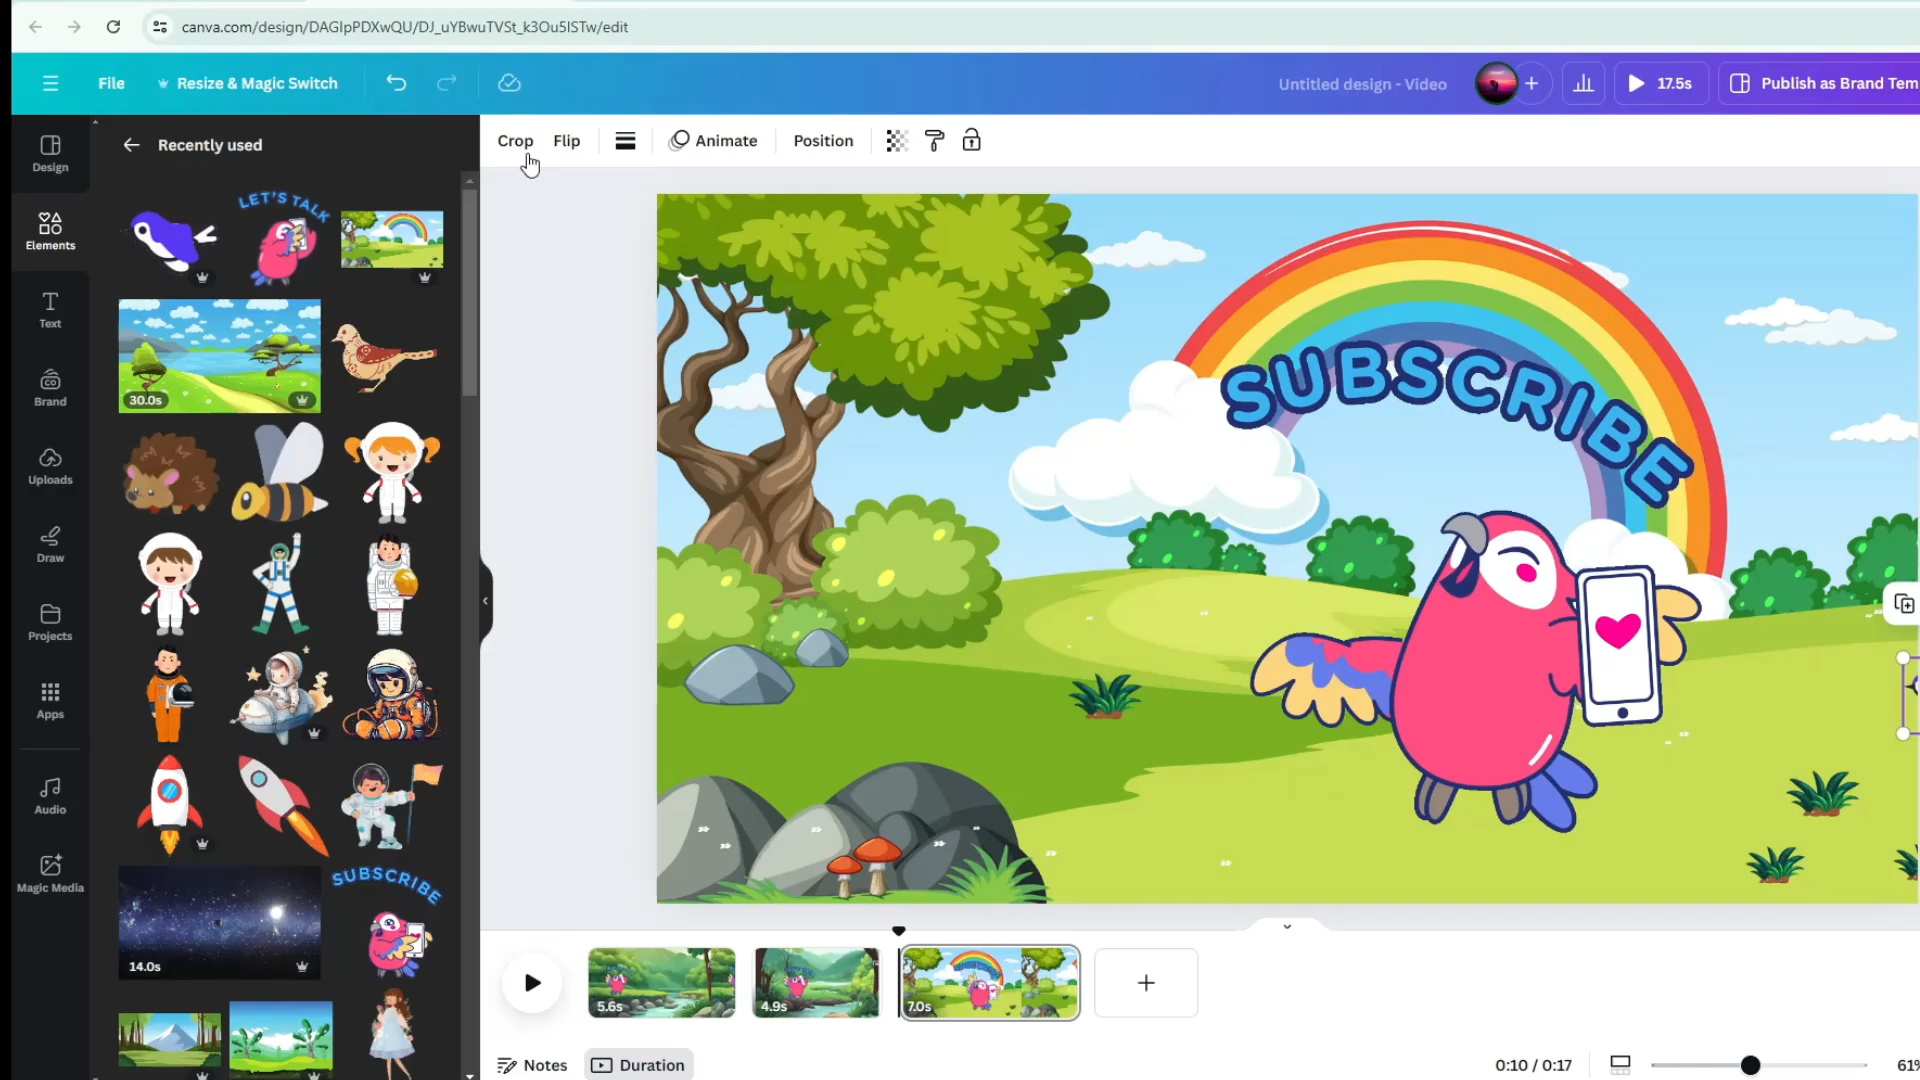 canva.com/design/DAGIpPDXwQU/DJ_uYBwuTVSt_k3Ou5ISTw/edit
File
Resize & Magic Switch
Untitled design - Video
17.5s
Publish as Brand Tem
Design
Elements
Text
Brand
Uploads
Draw
Projects
Apps
Audio
Magic Media
Recently used
LET'S TALK
30.0s
14.0s
SUBSCRIBE
Crop
Flip
Animate
Position
SUBSCRIBE
5.6s
4.9s
7.0s
Notes
Duration
0:10 / 0:17
61%